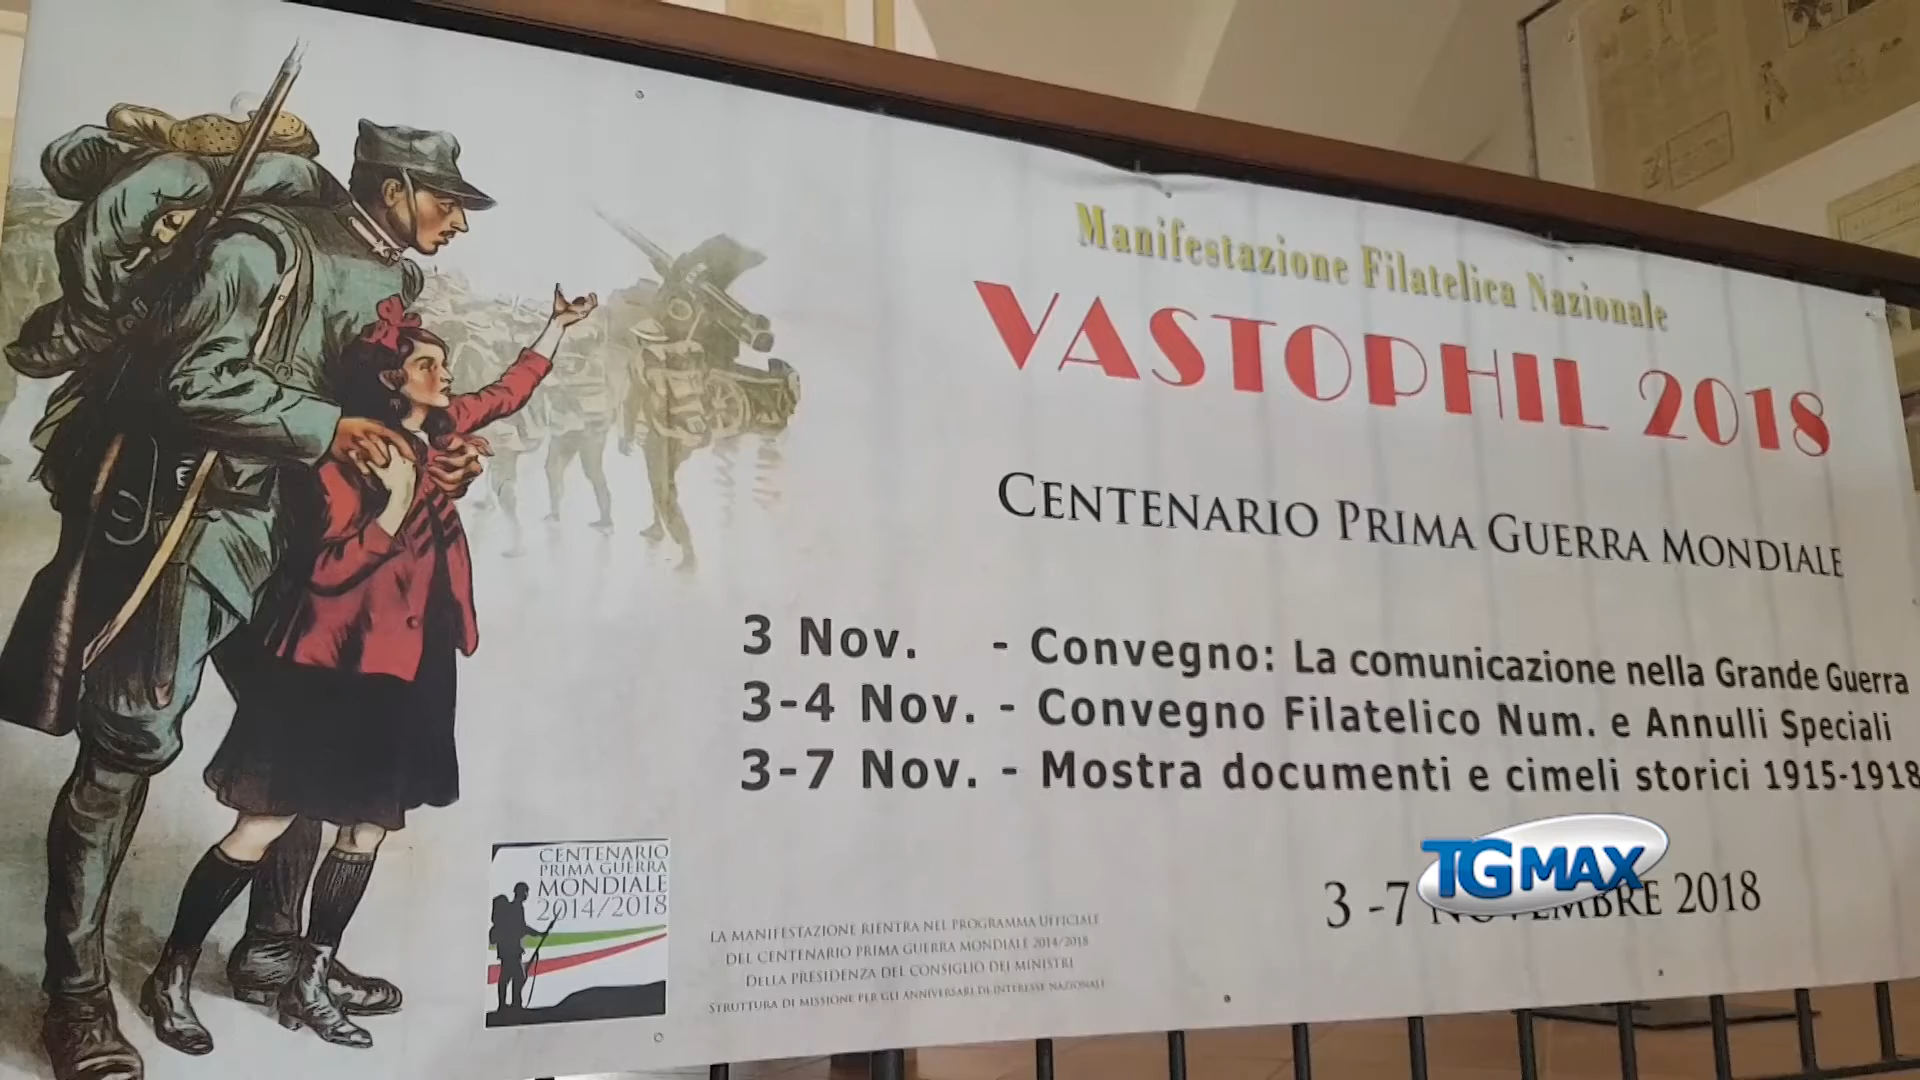 Manifestazione Filatelica Nazionale
VASTOPHIL 2018
CENTENARIO PRIMA GUERRA MONDIALE
3 Nov. - Convegno: La comunicazione nella Grande Guerra
3-4 Nov. - Convegno Filatelico Num. e Annulli Speciali
3-7 Nov. - Mostra documenti e cimeli storici 1915-1918
TGMAX
3 -7 NOVEMBRE 2018
CENTENARIO
PRIMA GUERRA
MONDIALE
2014/2018
LA MANIFESTAZIONE RIENTRA NEL PROGRAMMA UFFICIALE
DEL CENTENARIO PRIMA GUERRA MONDIALE 2014/2018
DELLA PRESIDENZA DEL CONSIGLIO DEI MINISTRI
STRUTTURA DI MISSIONE PER GLI ANNIVERSARI DI INTERESSE NAZIONALE